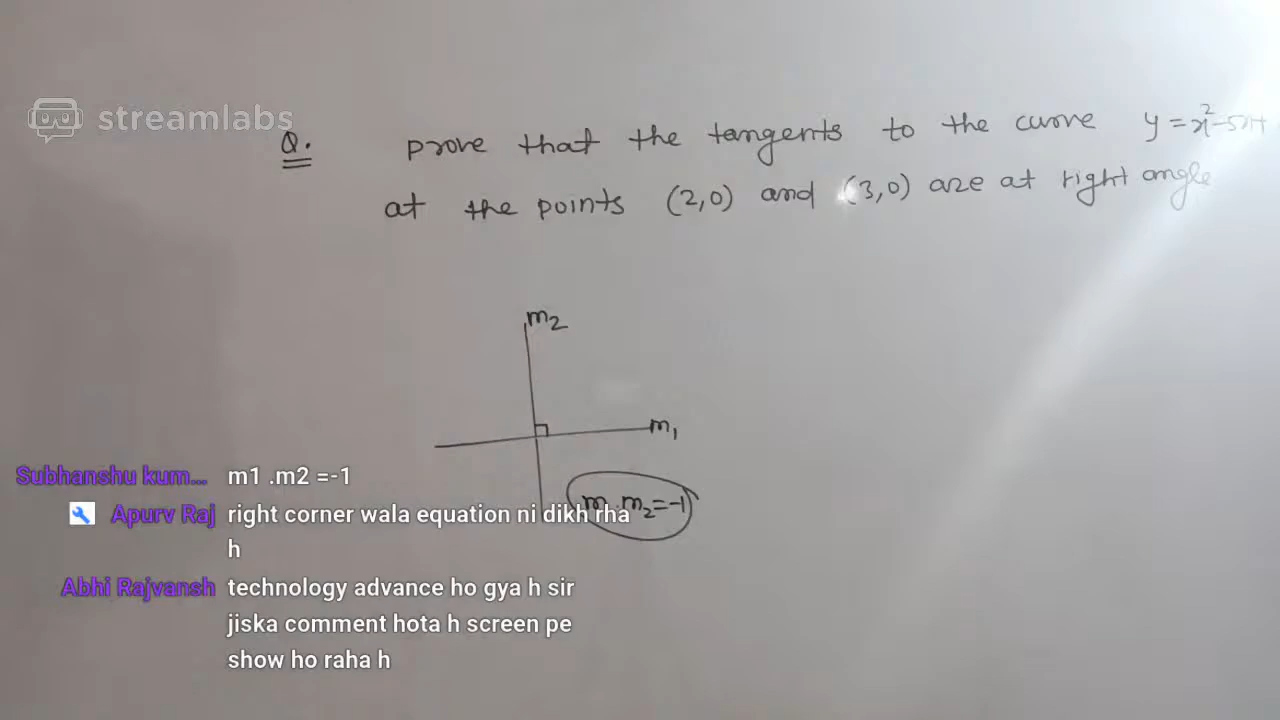 streamlabs
Q. prove that the tangents to the curve y = x² - 5x+
at the points (2,0) and (3,0) are at right angle
m₂
m₁
m₁ m₂ = -1
Subhanshu kum... m1 .m2 =-1
Apurv Raj right corner wala equation ni dikh rha
h
Abhi Rajvansh technology advance ho gya h sir
jiska comment hota h screen pe
show ho raha h